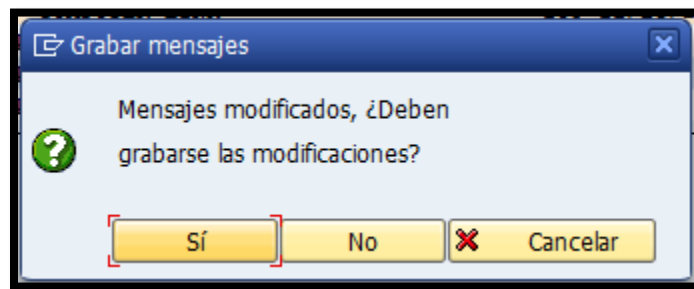 Grabar mensajes
Mensajes modificados, ¿Deben
grabarse las modificaciones?
Sí
No
Cancelar